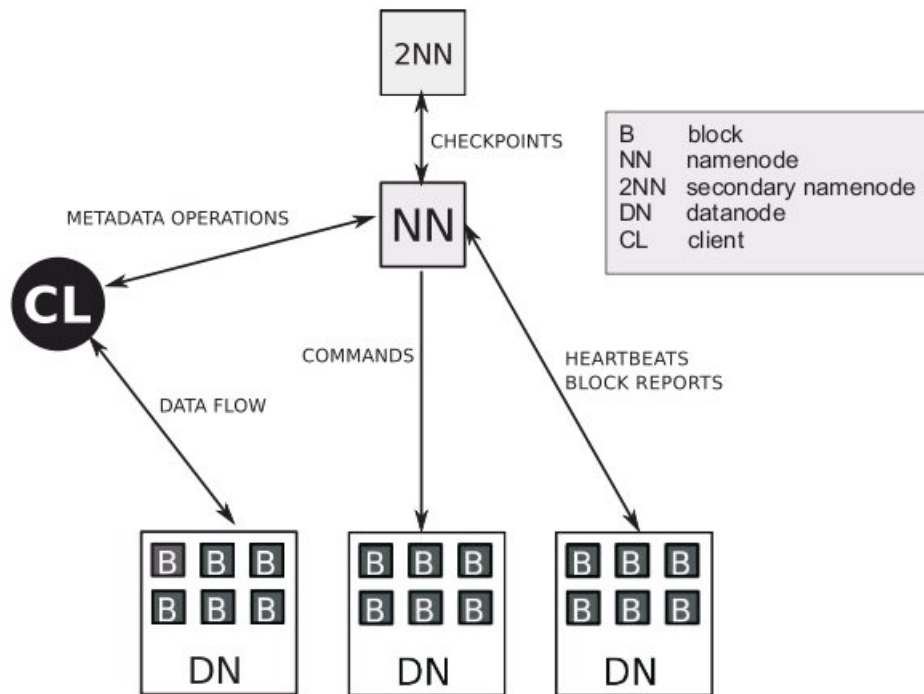 2NN
CHECKPOINTS
B block
NN namenode
2NN secondary namenode
DN datanode
CL client
METADATA OPERATIONS
NN
CL
COMMANDS
HEARTBEATS
BLOCK REPORTS
DATA FLOW
B B B
B B B
DN
B B B
B B B
DN
B B B
B B B
DN